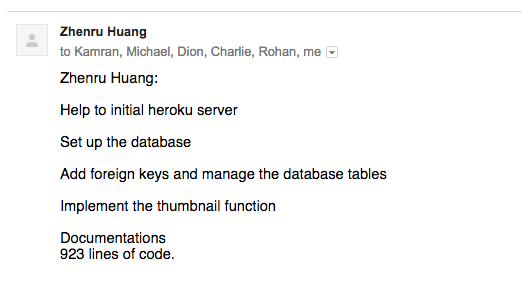 Zhenru Huang
to Kamran, Michael, Dion, Charlie, Rohan, me
Zhenru Huang:
Help to initial heroku server
Set up the database
Add foreign keys and manage the database tables
Implement the thumbnail function
Documentations
923 lines of code.